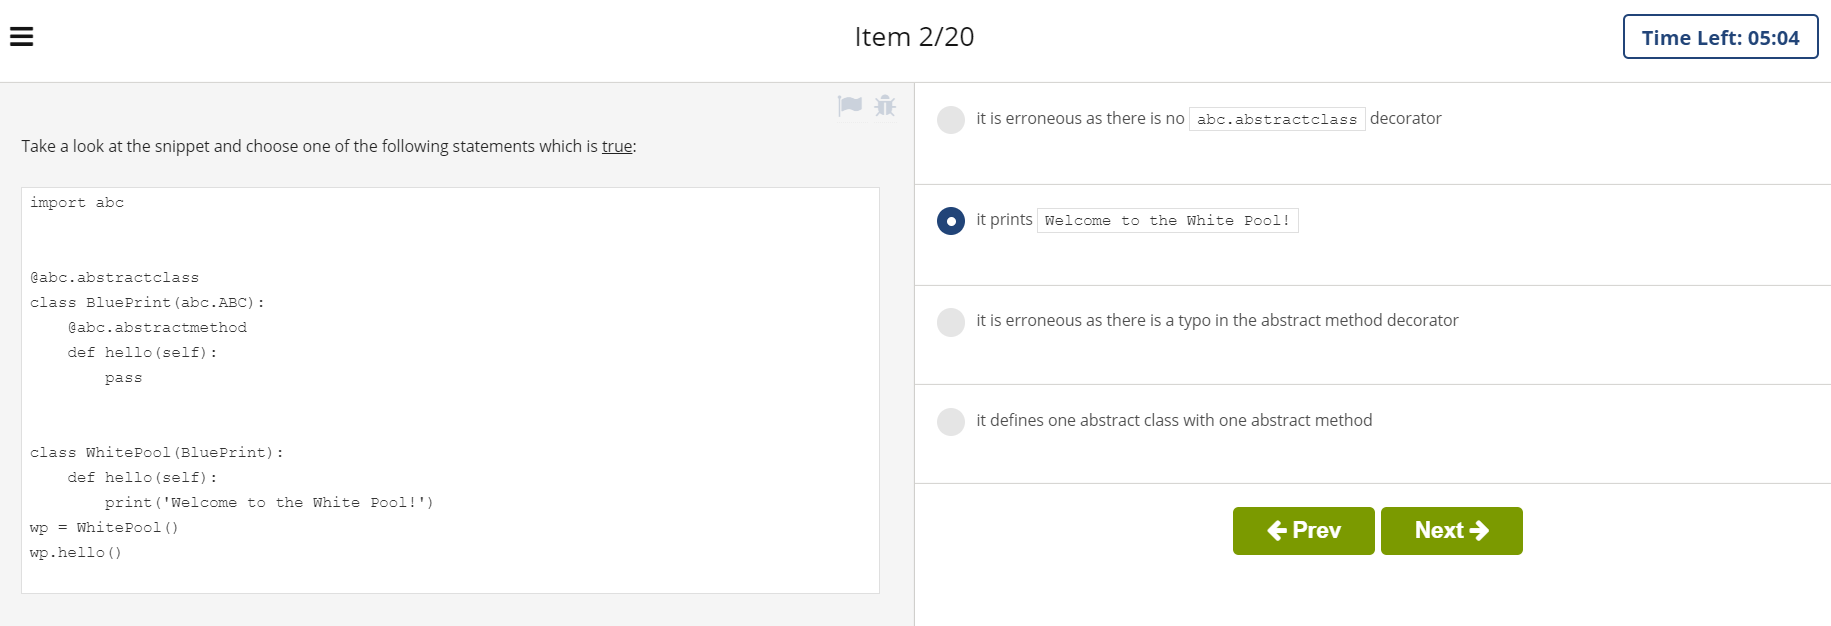 Item 2/20
Time Left: 05:04
Take a look at the snippet and choose one of the following statements which is true:
import abc
@abc.abstractclass
class BluePrint(abc.ABC):
    @abc.abstractmethod
    def hello(self):
        pass
class WhitePool(BluePrint):
    def hello(self):
        print('Welcome to the White Pool!')
wp = WhitePool()
wp.hello()
it is erroneous as there is no abc.abstractclass decorator
it prints Welcome to the White Pool!
it is erroneous as there is a typo in the abstract method decorator
it defines one abstract class with one abstract method
Prev
Next